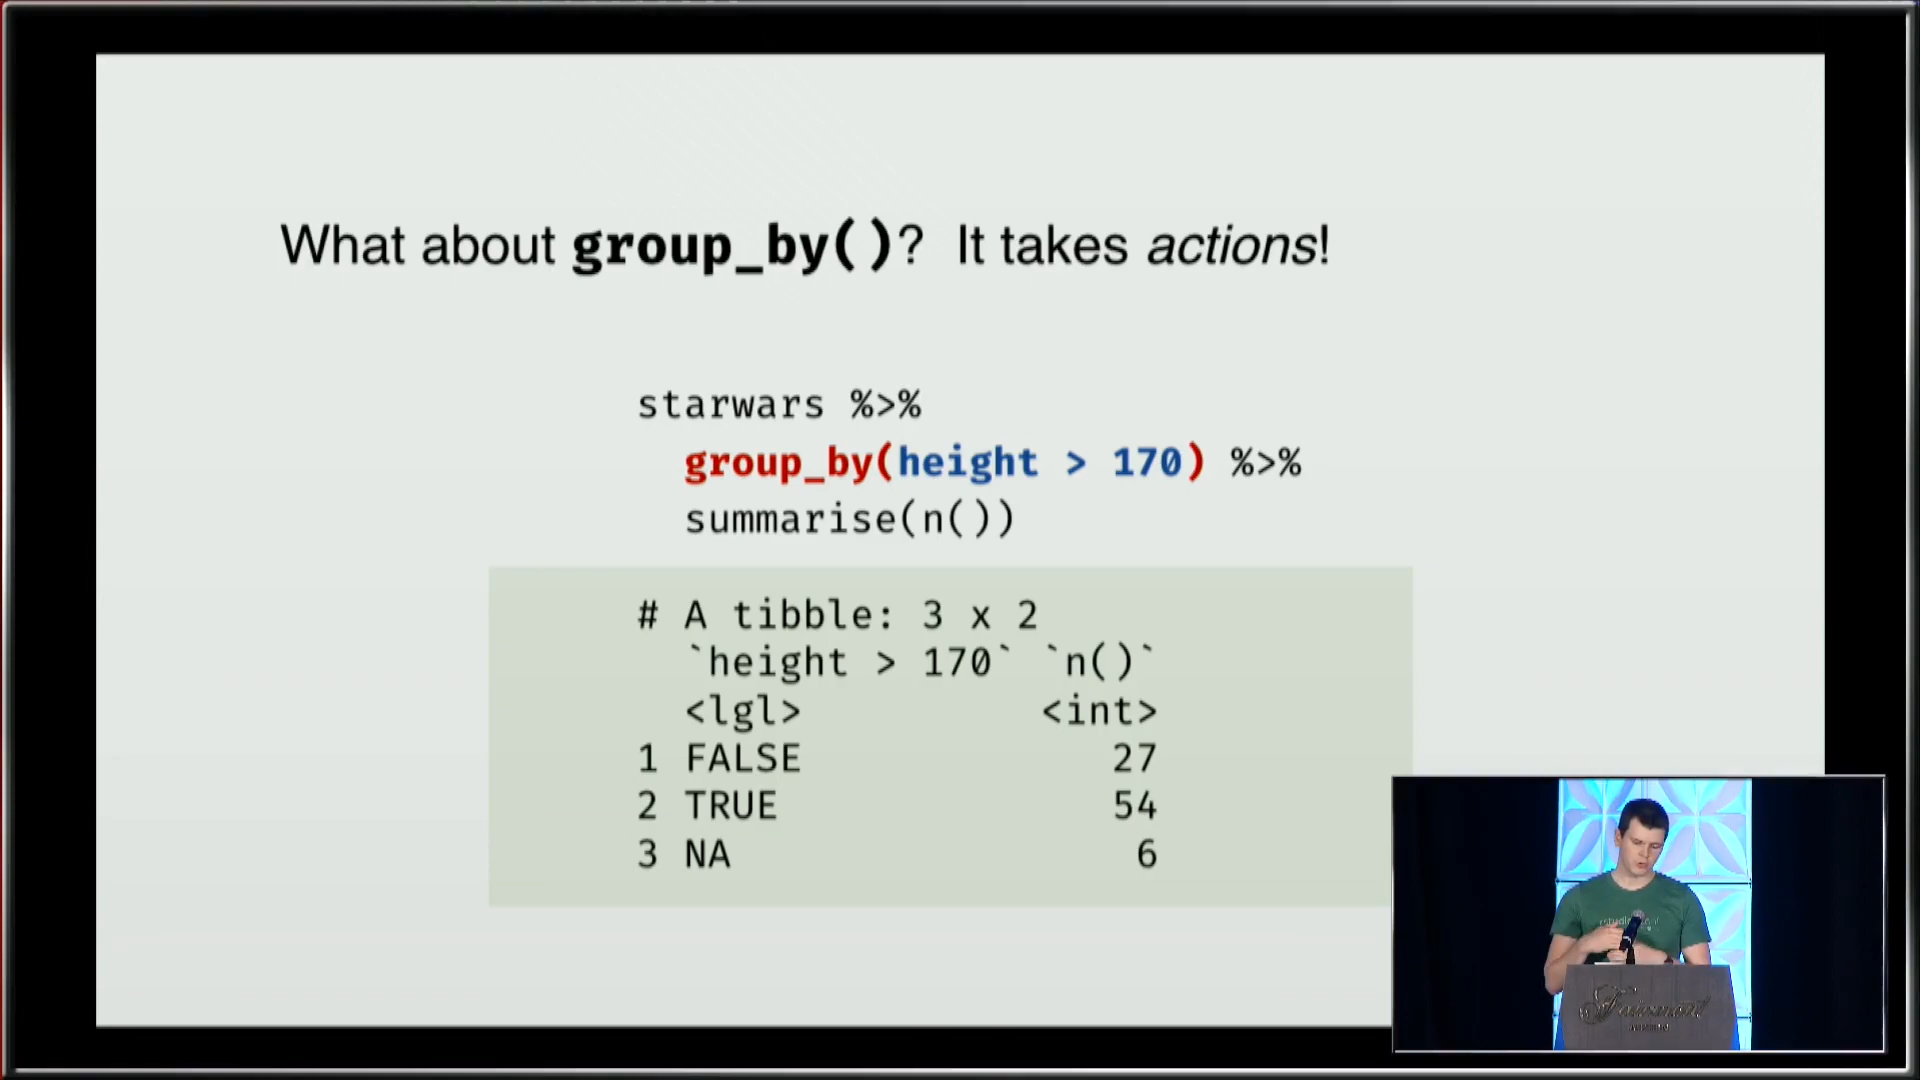 What about group_by()? It takes actions!
starwars %>%
group_by(height > 170) %>%
summarise(n())
# A tibble: 3 x 2
`height > 170` `n()`
<lgl> <int>
1 FALSE 27
2 TRUE 54
3 NA 6
Fairmont